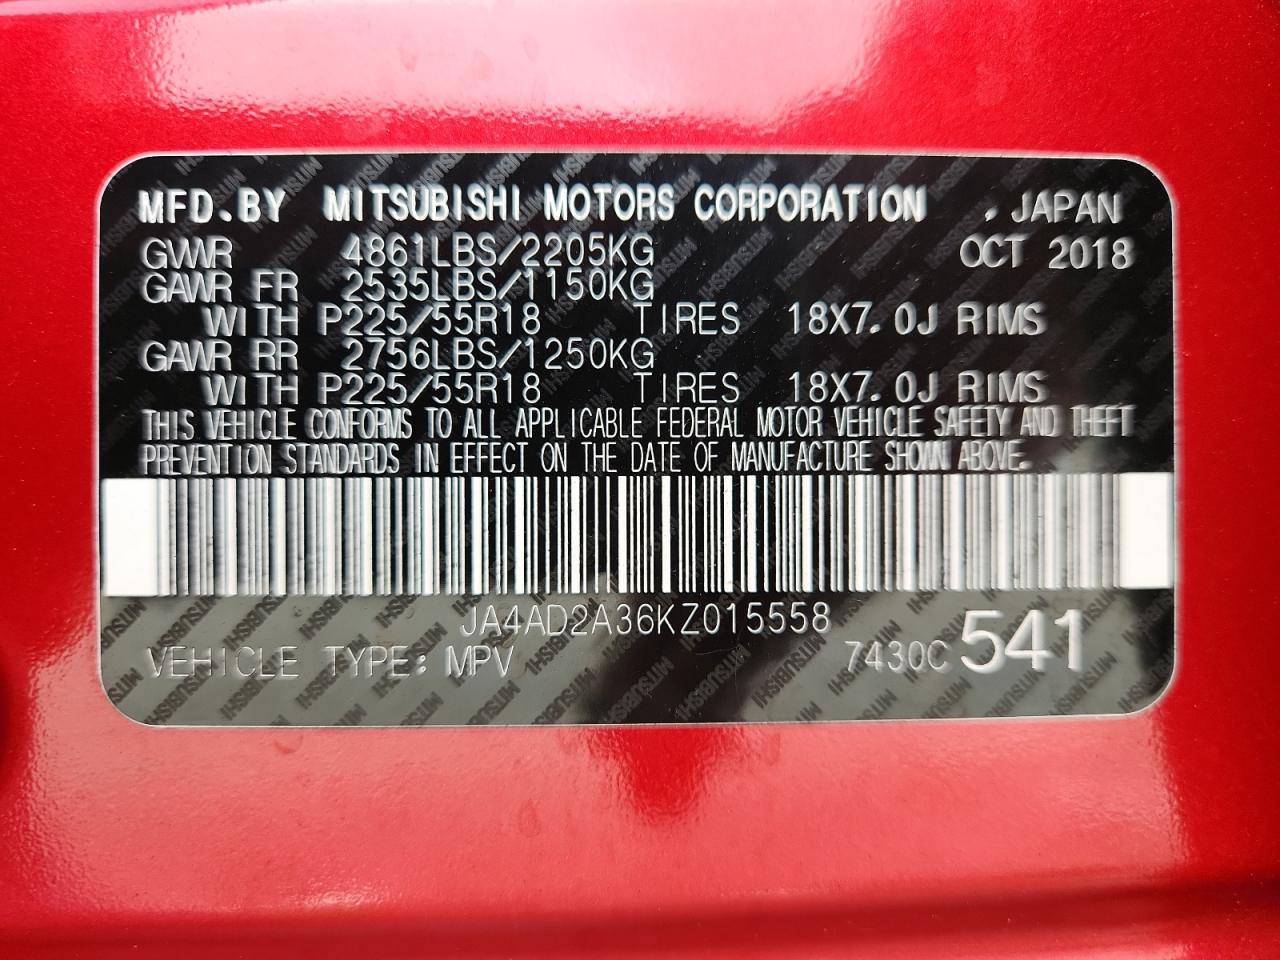 MFD.BY MITSUBISHI MOTORS CORPORATION , JAPAN
GVWR 4861LBS/2205KG OCT 2018
GAWR FR 2535LBS/1150KG
WITH P225/55R18 TIRES 18X7.0J RIMS
GAWR RR 2756LBS/1250KG
WITH P225/55R18 TIRES 18X7.0J RIMS
THIS VEHICLE CONFORMS TO ALL APPLICABLE FEDERAL MOTOR VEHICLE SAFETY AND THEFT
PREVENTION STANDARDS IN EFFECT ON THE DATE OF MANUFACTURE SHOWN ABOVE.
JA4AD2A36KZ015558
VEHICLE TYPE: MPV 7430C 541